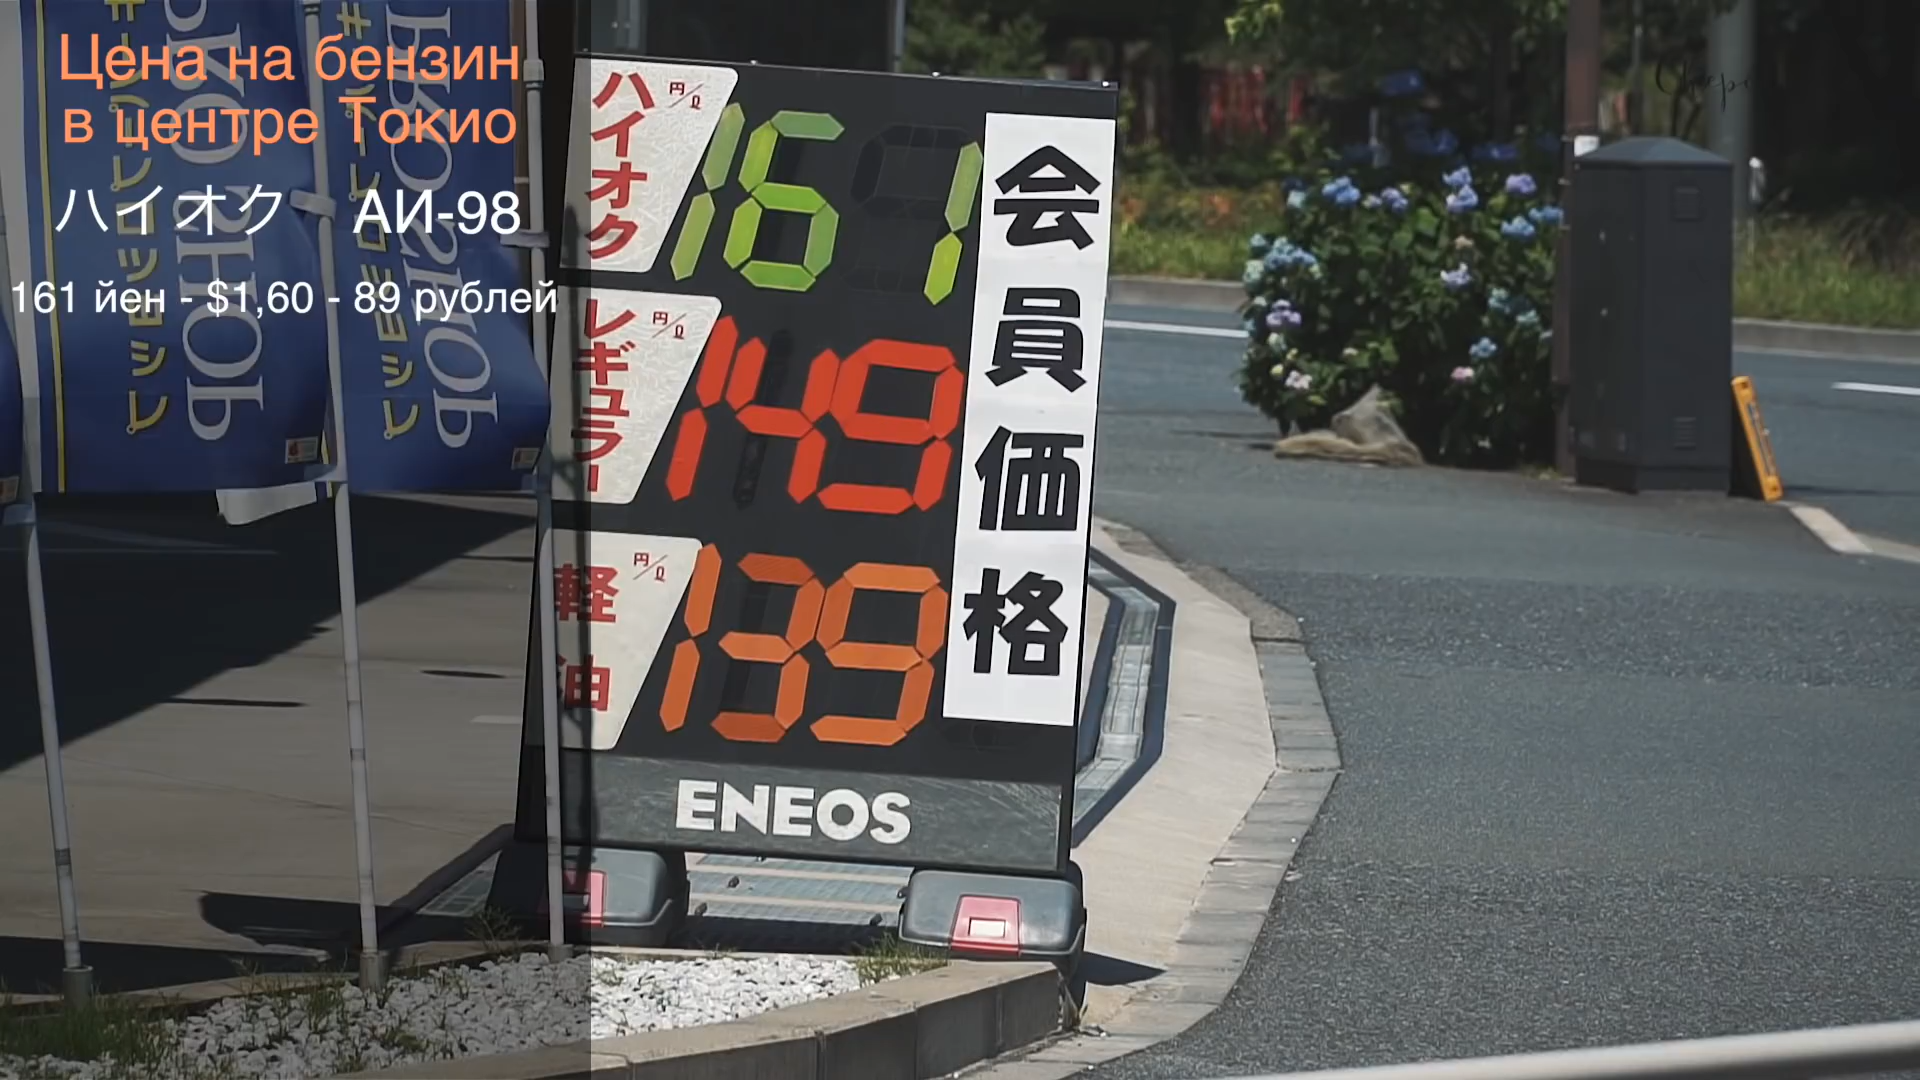 Цена на бензин
в центре Токио
ハイオク АИ-98
161 йен - $1,60 - 89 рублей
ハイオク 円/ℓ 161
レギュラー 円/ℓ 149
軽油 円/ℓ 139
会員価格
ENEOS